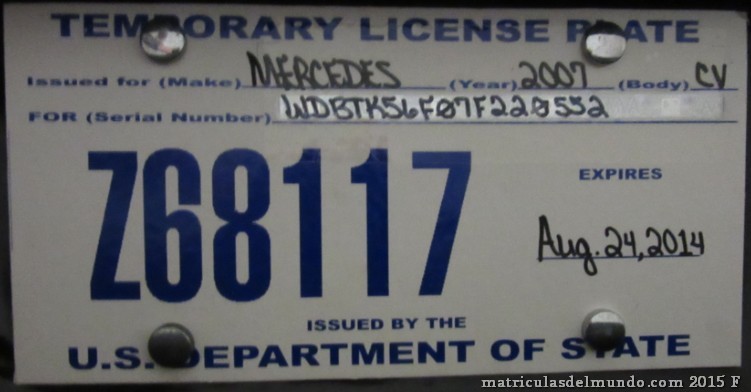 TEMPORARY LICENSE PLATE
Issued for (Make) MERCEDES (Year) 2007 (Body) CV
FOR (Serial Number) WDBTK56F07F220552
Z68117
EXPIRES
Aug. 24, 2014
ISSUED BY THE
U.S. DEPARTMENT OF STATE
matriculasdelmundo.com 2015 F